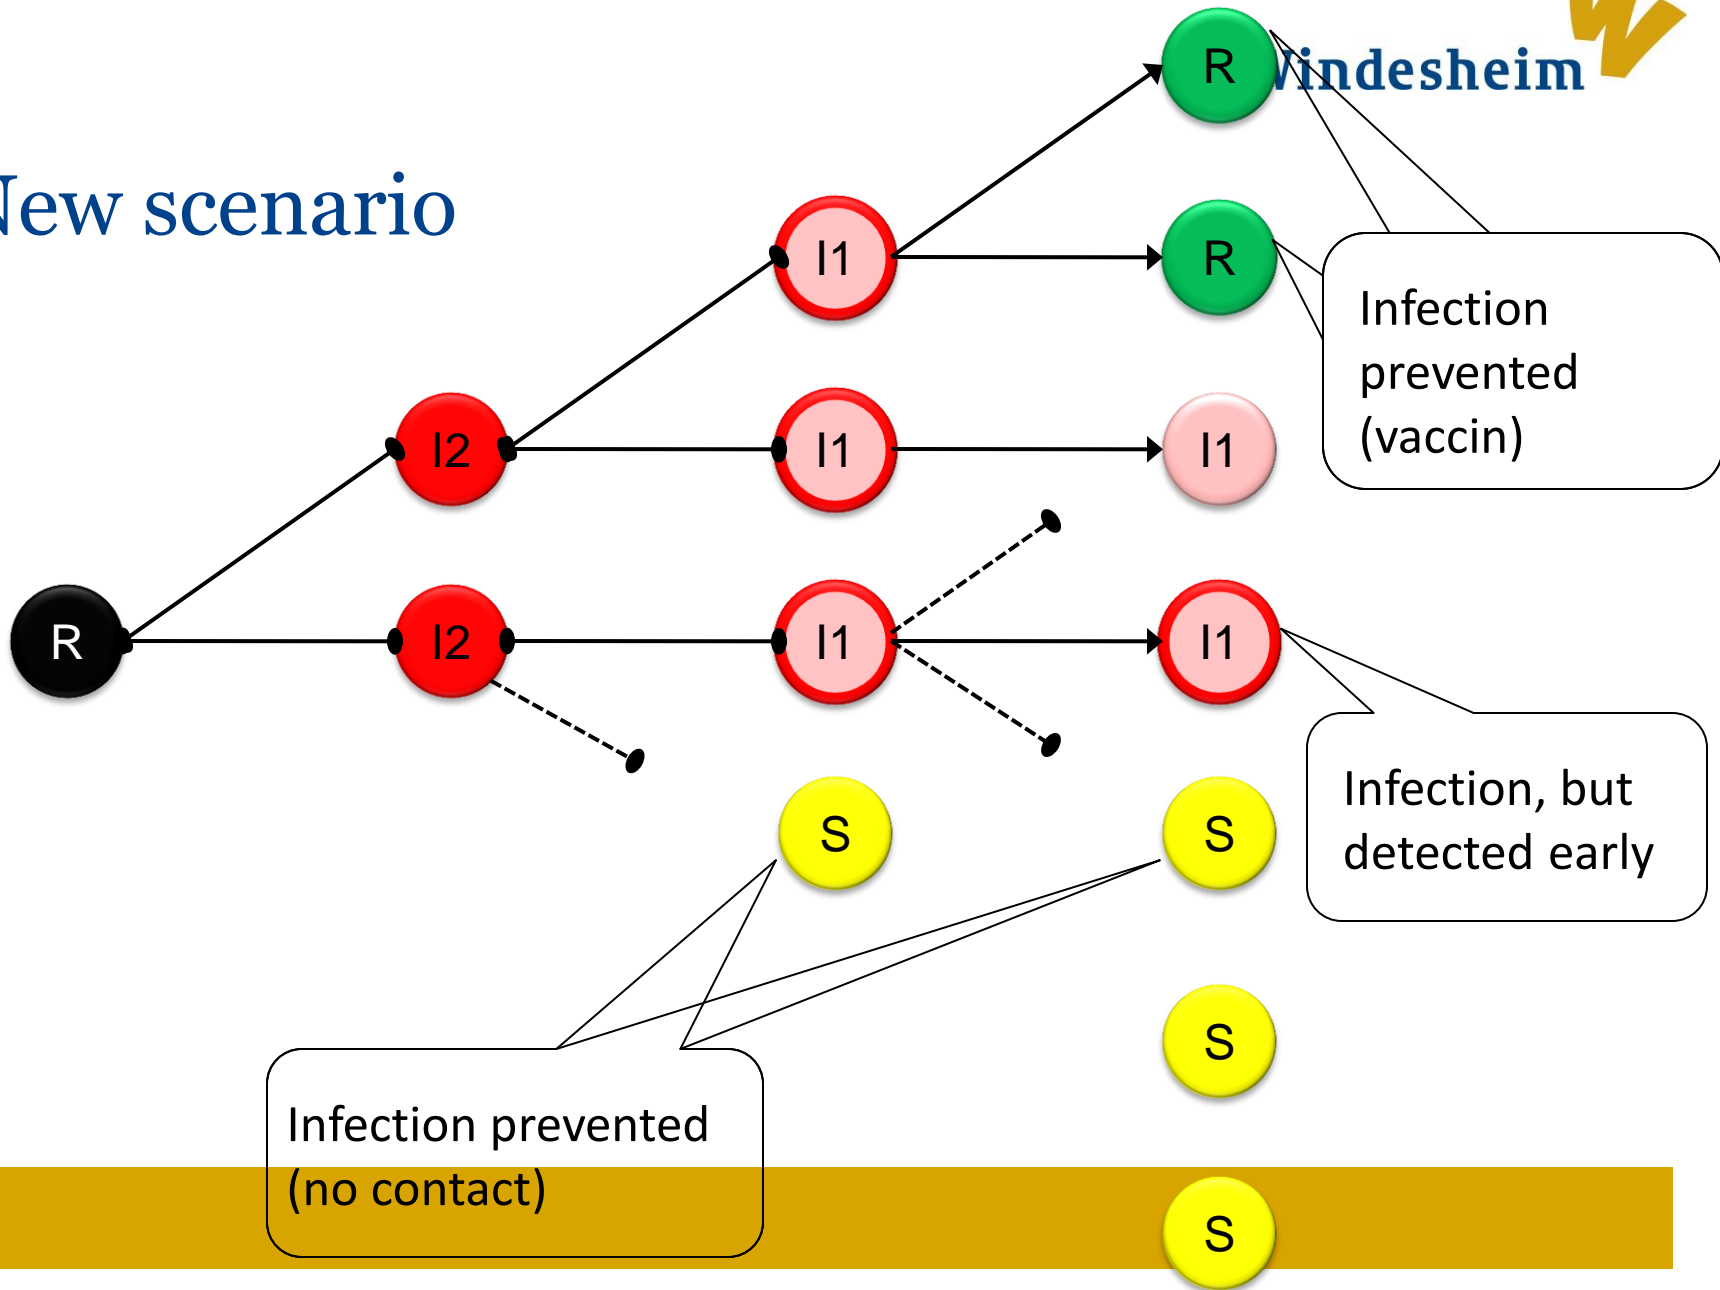 R
Windesheim
New scenario
I1
R
Infection
prevented
(vaccin)
I2
I1
I1
R
I2
I1
I1
Infection, but
detected early
S
S
S
Infection prevented
(no contact)
S